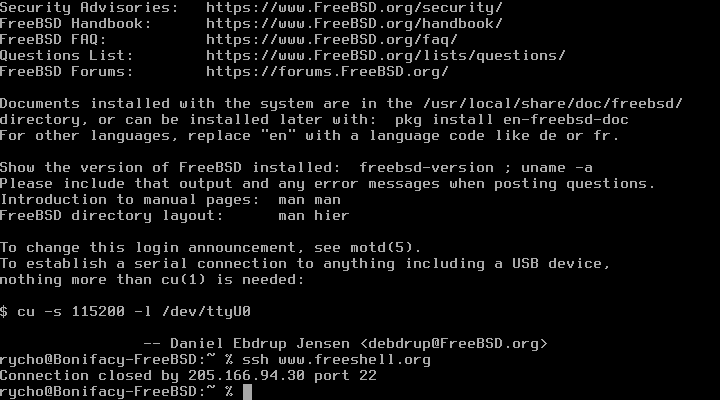 Security Advisories:   https://www.FreeBSD.org/security/
FreeBSD Handbook:      https://www.FreeBSD.org/handbook/
FreeBSD FAQ:           https://www.FreeBSD.org/faq/
Questions List:        https://www.FreeBSD.org/lists/questions/
FreeBSD Forums:        https://forums.FreeBSD.org/

Documents installed with the system are in the /usr/local/share/doc/freebsd/
directory, or can be installed later with:  pkg install en-freebsd-doc
For other languages, replace "en" with a language code like de or fr.

Show the version of FreeBSD installed:  freebsd-version ; uname -a
Please include that output and any error messages when posting questions.
Introduction to manual pages:  man man
FreeBSD directory layout:      man hier

To change this login announcement, see motd(5).
To establish a serial connection to anything including a USB device,
nothing more than cu(1) is needed:

$ cu -s 115200 -l /dev/ttyU0

                -- Daniel Ebdrup Jensen <debdrup@FreeBSD.org>
rycho@Bonifacy-FreeBSD:~ % ssh www.freeshell.org
Connection closed by 205.166.94.30 port 22
rycho@Bonifacy-FreeBSD:~ %